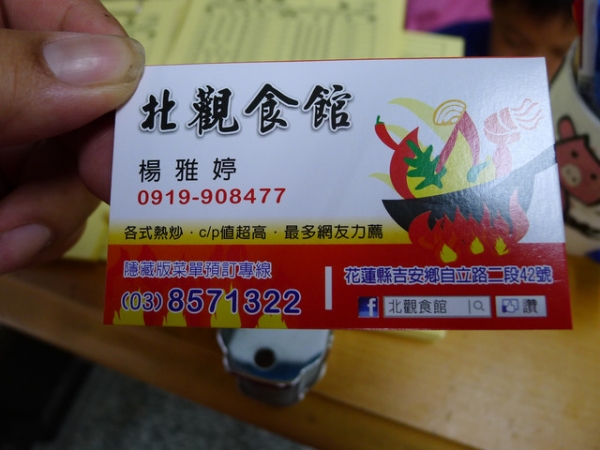 北觀食館
楊雅婷
0919-908477
各式熱炒.c/p值超高.最多網友力薦
隱藏版菜單預訂專線
(03) 8571322
花蓮縣吉安鄉自立路二段42號
f 北觀食館 讚